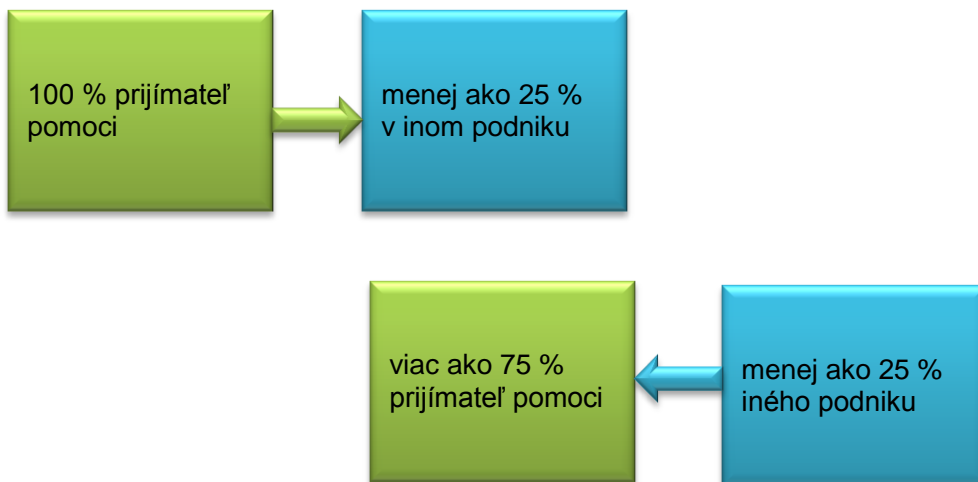 100 % prijímateľ
pomoci
menej ako 25 %
v inom podniku
viac ako 75 %
prijímateľ pomoci
menej ako 25 %
iného podniku